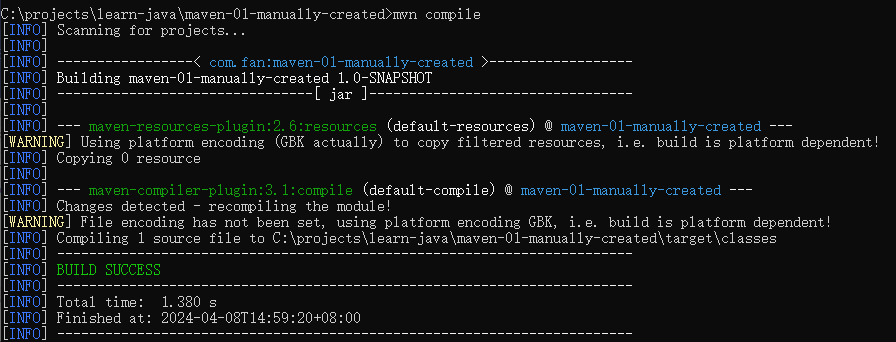 C:\projects\learn-java\maven-01-manually-created>mvn compile
[INFO] Scanning for projects...
[INFO]
[INFO] ----------------< com.fan:maven-01-manually-created >-----------------
[INFO] Building maven-01-manually-created 1.0-SNAPSHOT
[INFO] --------------------------------[ jar ]---------------------------------
[INFO]
[INFO] --- maven-resources-plugin:2.6:resources (default-resources) @ maven-01-manually-created ---
[WARNING] Using platform encoding (GBK actually) to copy filtered resources, i.e. build is platform dependent!
[INFO] Copying 0 resource
[INFO]
[INFO] --- maven-compiler-plugin:3.1:compile (default-compile) @ maven-01-manually-created ---
[INFO] Changes detected - recompiling the module!
[WARNING] File encoding has not been set, using platform encoding GBK, i.e. build is platform dependent!
[INFO] Compiling 1 source file to C:\projects\learn-java\maven-01-manually-created\target\classes
[INFO] ------------------------------------------------------------------------
[INFO] BUILD SUCCESS
[INFO] ------------------------------------------------------------------------
[INFO] Total time:  1.380 s
[INFO] Finished at: 2024-04-08T14:59:20+08:00
[INFO] ------------------------------------------------------------------------